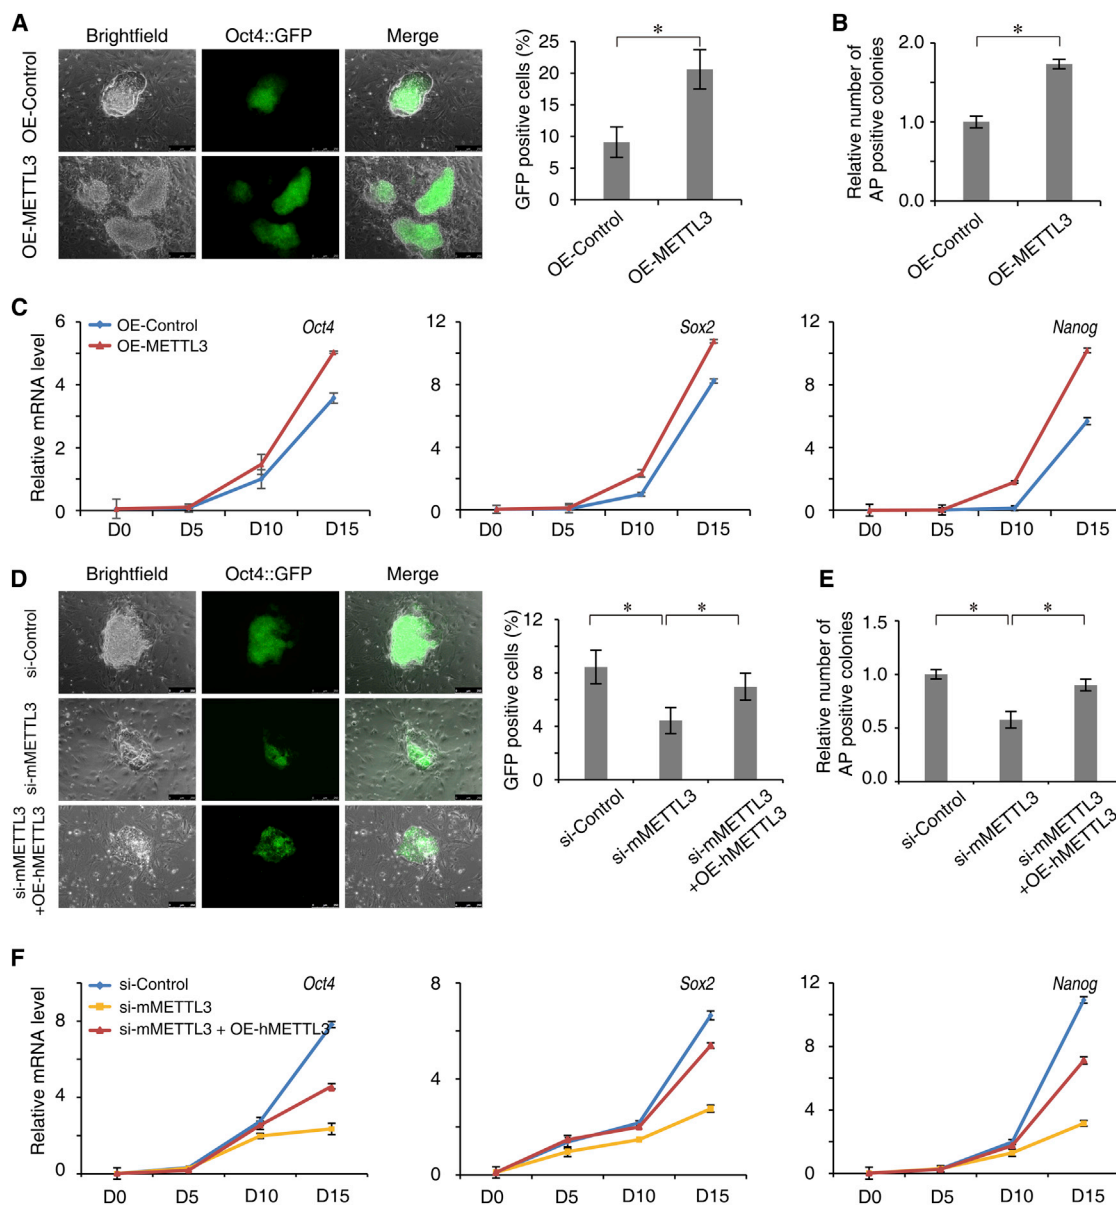 A
Brightfield
Oct4::GFP
Merge
OE-Control
OE-METTL3
GFP positive cells (%)
25
20
15
10
5
0
*
OE-Control
OE-METTL3
B
Relative number of
AP positive colonies
2.0
1.0
0.0
*
OE-Control
OE-METTL3
C
Relative mRNA level
6
4
2
0
OE-Control
OE-METTL3
Oct4
D0 D5 D10 D15
12
8
4
0
Sox2
D0 D5 D10 D15
12
8
4
0
Nanog
D0 D5 D10 D15
D
Brightfield
Oct4::GFP
Merge
si-Control
si-mMETTL3
si-mMETTL3
+OE-hMETTL3
GFP positive cells (%)
12
8
4
0
* *
si-Control
si-mMETTL3
si-mMETTL3
+OE-hMETTL3
E
Relative number of
AP positive colonies
1.5
1.0
0.5
0.0
* *
si-Control
si-mMETTL3
si-mMETTL3
+OE-hMETTL3
F
Relative mRNA level
8
4
0
si-Control
si-mMETTL3
si-mMETTL3 + OE-hMETTL3
Oct4
D0 D5 D10 D15
8
4
0
Sox2
D0 D5 D10 D15
12
8
4
0
Nanog
D0 D5 D10 D15